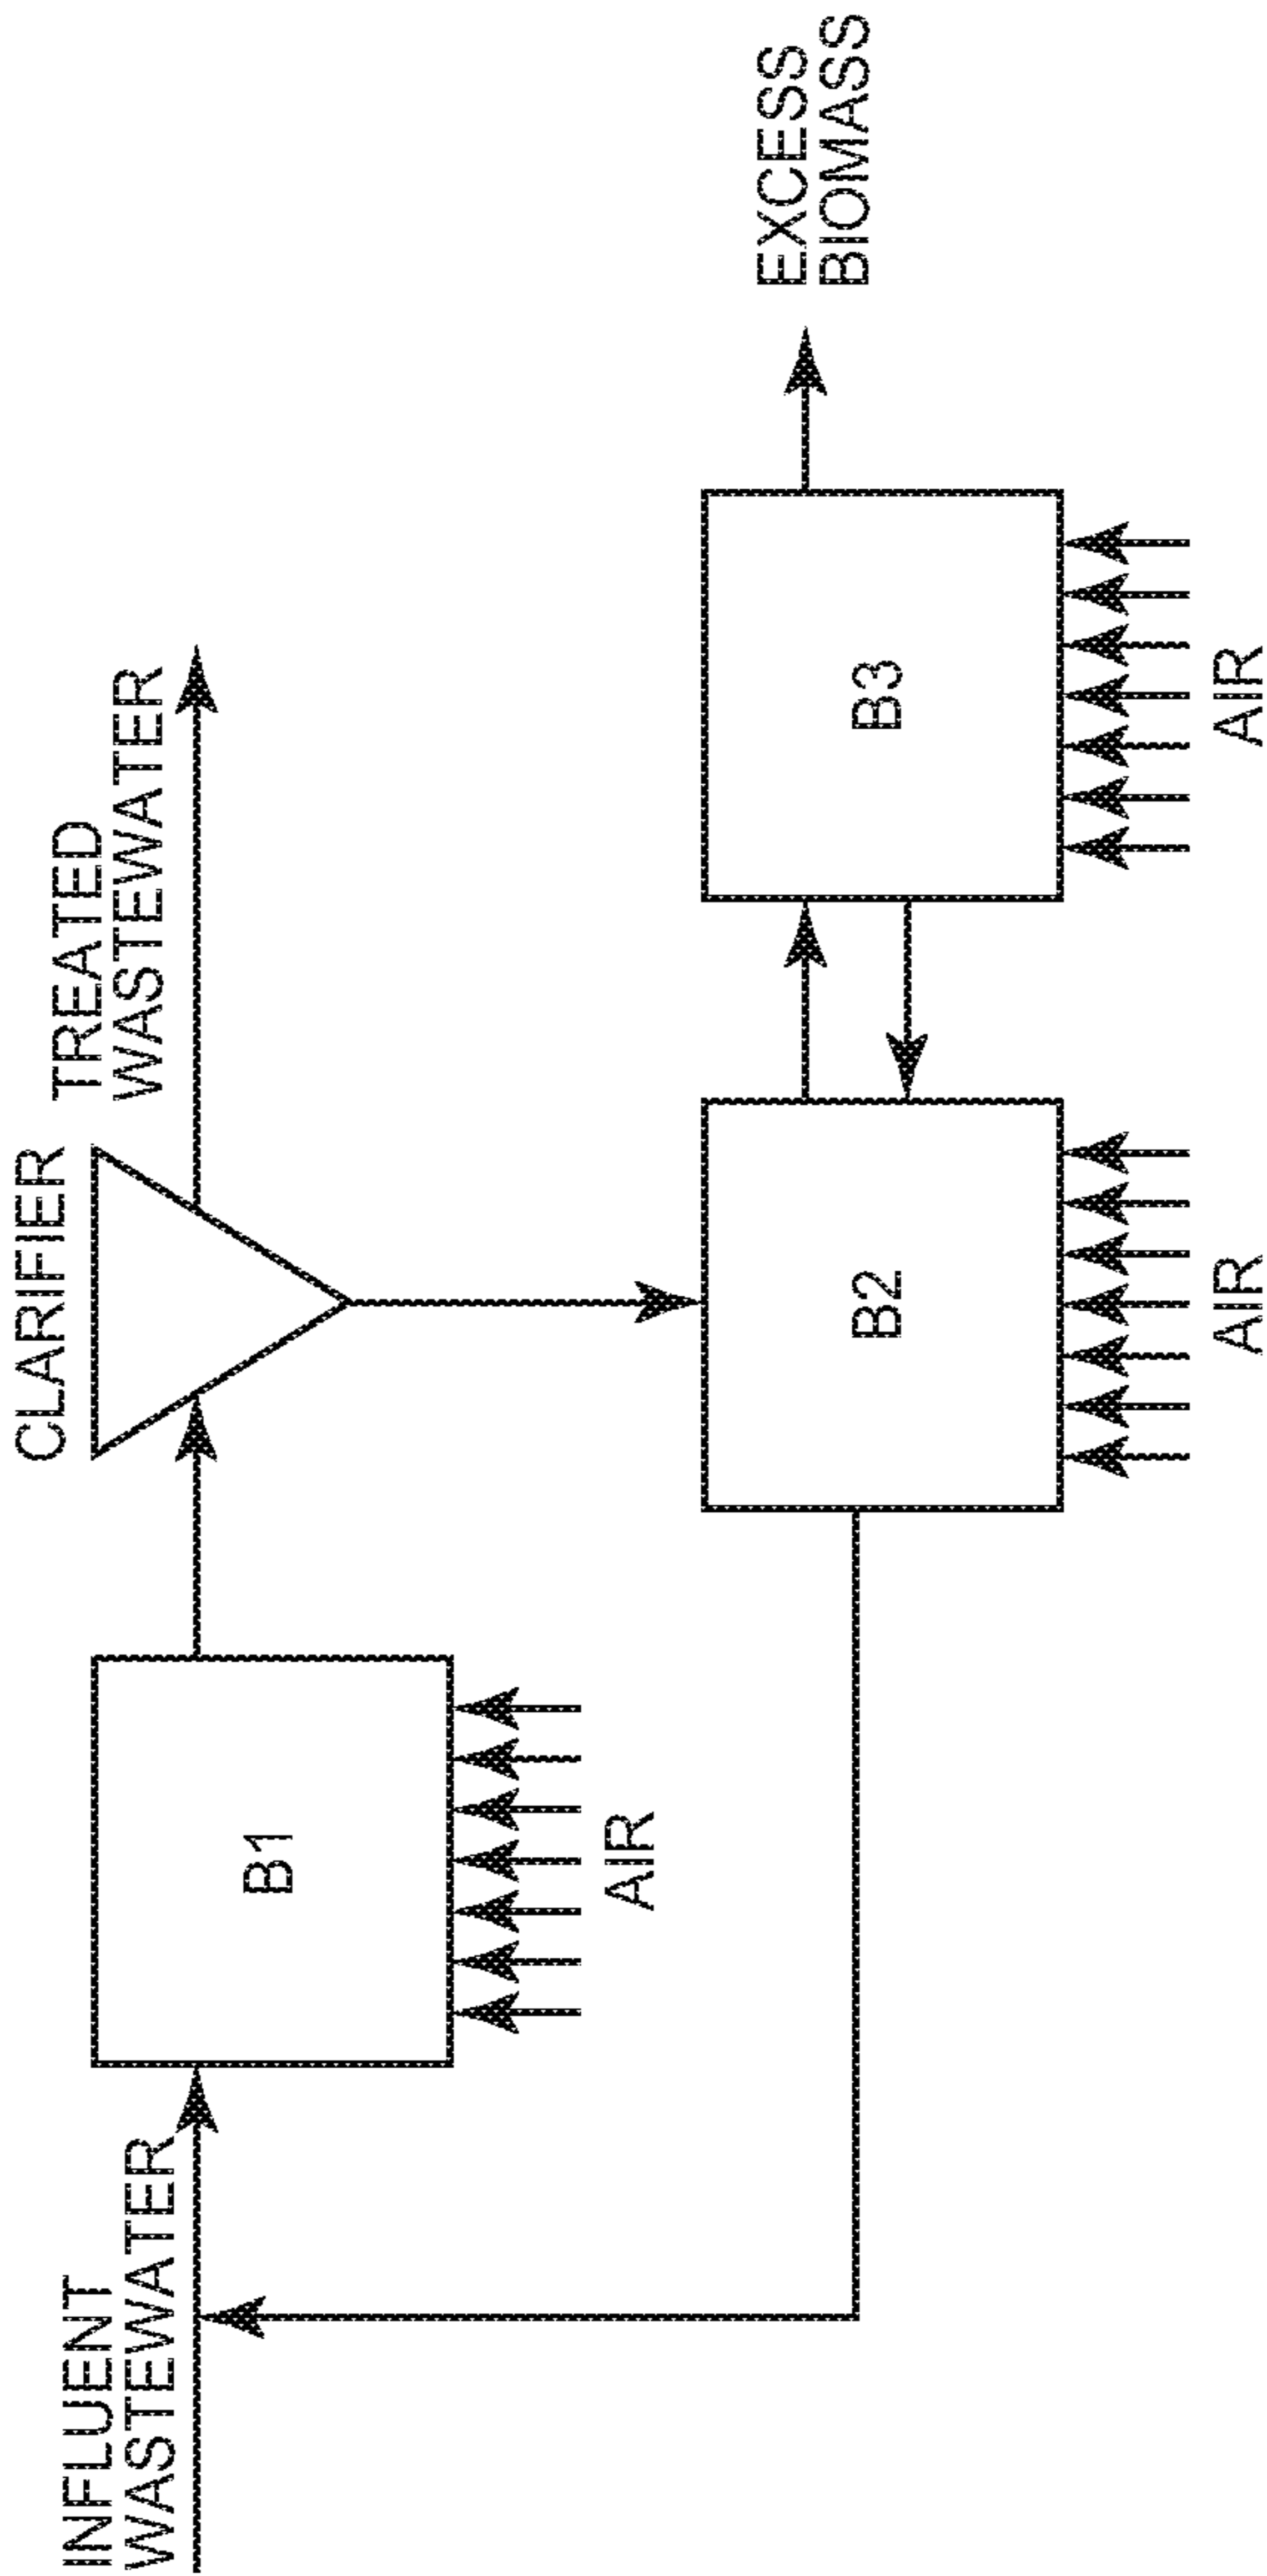 INFLUENT
WASTEWATER
B1
AIR
CLARIFIER
TREATED
WASTEWATER
B2
AIR
B3
AIR
EXCESS
BIOMASS